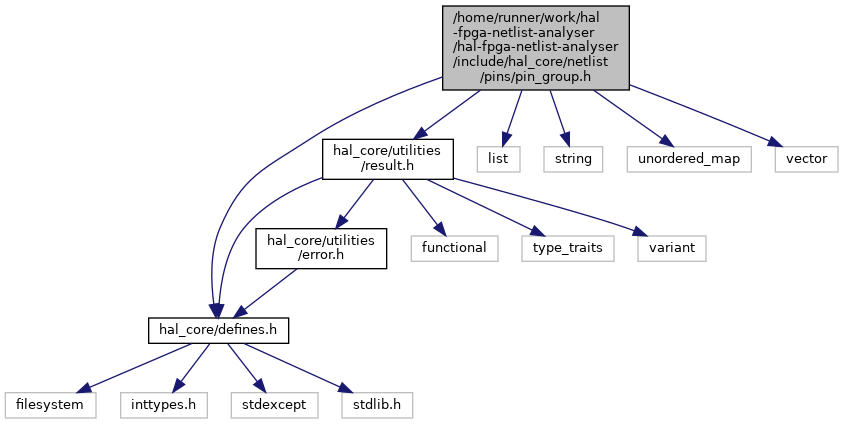 /home/runner/work/hal
-fpga-netlist-analyser
/hal-fpga-netlist-analyser
/include/hal_core/netlist
/pins/pin_group.h
hal_core/utilities
/result.h
list
string
unordered_map
vector
hal_core/utilities
/error.h
functional
type_traits
variant
hal_core/defines.h
filesystem
inttypes.h
stdexcept
stdlib.h